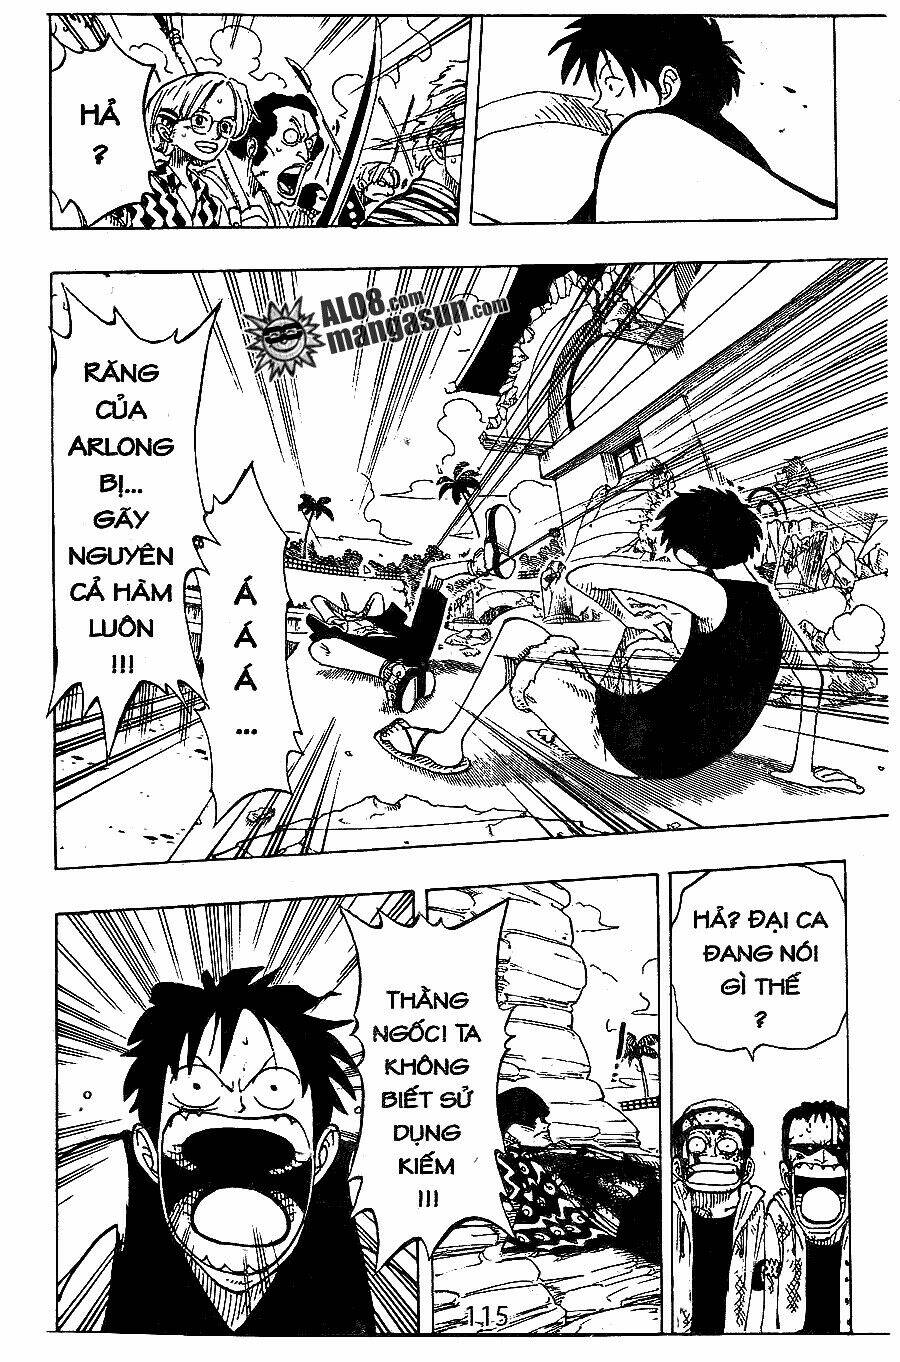 HẢ
?
AL08.com
mangasun.com
RĂNG
CỦA
ARLONG
BỊ...
GÃY
NGUYÊN
CẢ HÀM
LUÔN
!!!
Á
Á
Á
...
THẰNG
NGỐC! TA
KHÔNG
BIẾT SỬ
DỤNG
KIẾM
!!!
...!
HẢ? ĐẠI CA
ĐANG NÓI
GÌ THẾ
?
115